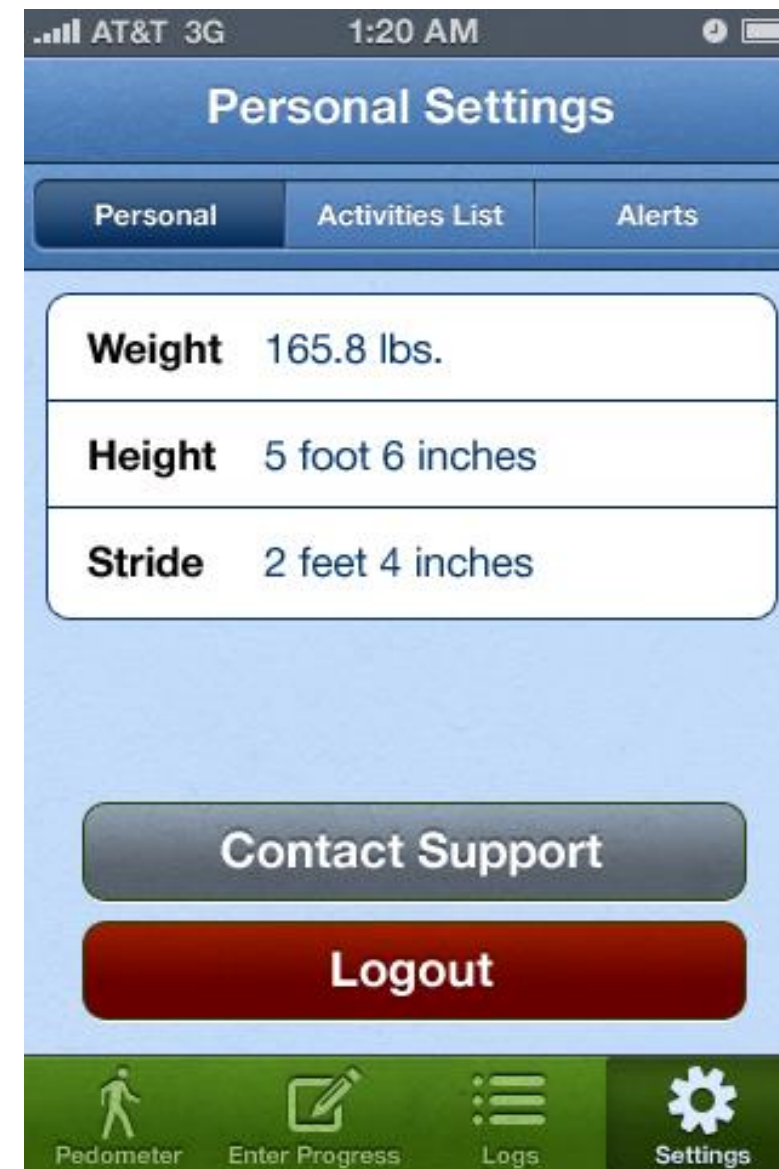 AT&T 3G 1:20 AM
Personal Settings
Personal Activities List Alerts
Weight 165.8 lbs.
Height 5 foot 6 inches
Stride 2 feet 4 inches
Contact Support
Logout
Pedometer Enter Progress Logs Settings